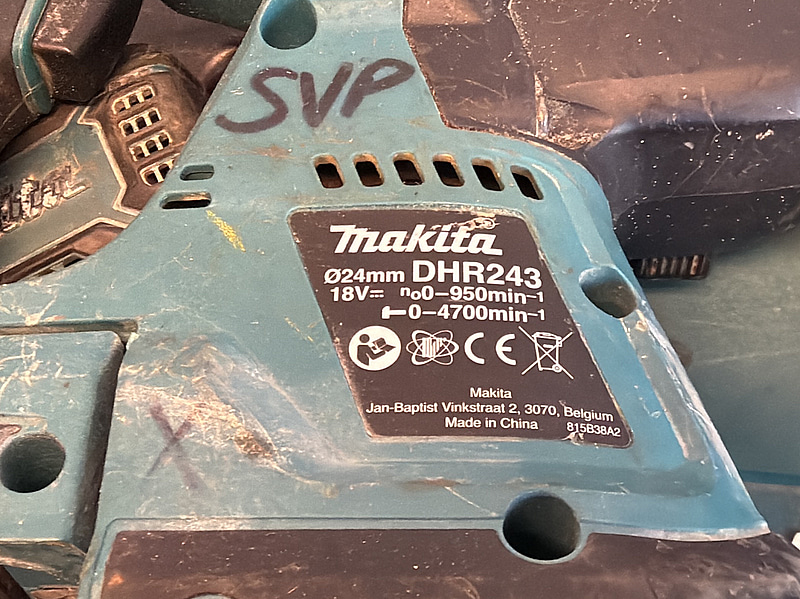 SVP
Makita
Ø24mm DHR243
18V⎓ no0–950min–1
0–4700min–1
CE
Makita
Jan-Baptist Vinkstraat 2, 3070, Belgium
Made in China 815B38A2
X